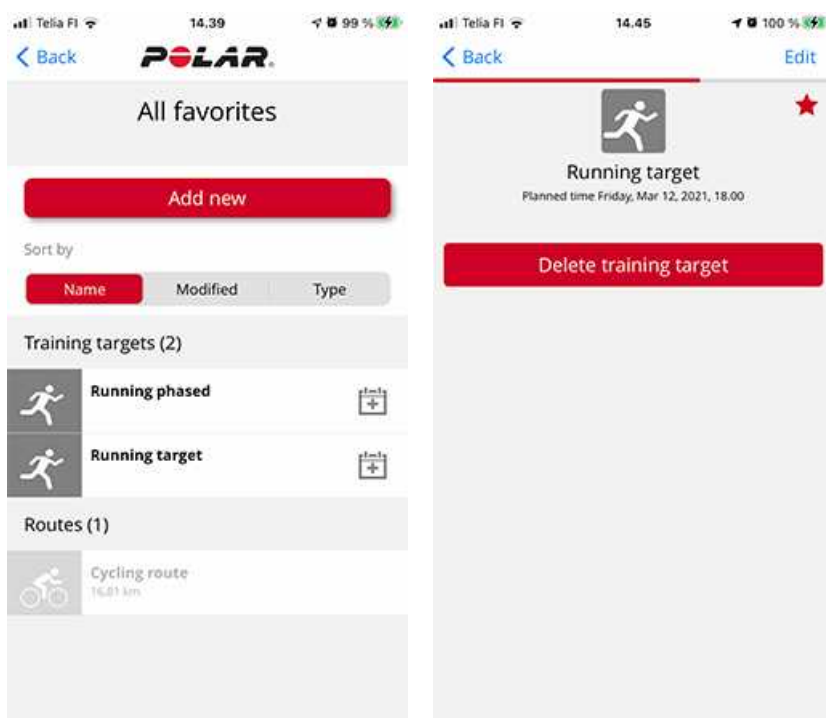 Telia FI 14.39 99 %
Back POLAR.
All favorites
Add new
Sort by
Name Modified Type
Training targets (2)
Running phased
Running target
Routes (1)
Cycling route
16.81 km
Telia FI 14.45 100 %
Back Edit
Running target
Planned time Friday, Mar 12, 2021, 18.00
Delete training target